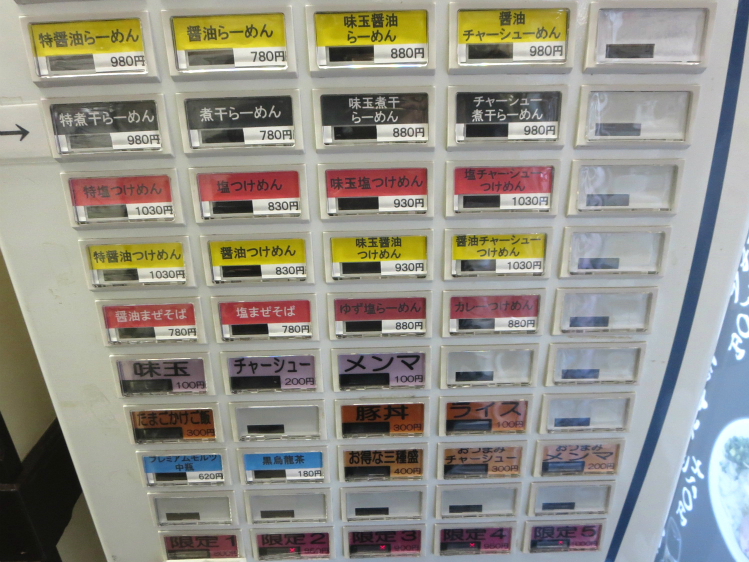 特醤油らーめん 醤油らーめん 味玉醤油らーめん 醤油チャーシューめん
980円 780円 880円 980円
特煮干らーめん 煮干らーめん 味玉煮干らーめん チャーシュー煮干らーめん
980円 780円 880円 980円
→
特塩つけめん 塩つけめん 味玉塩つけめん 塩チャーシューつけめん
1030円 830円 930円 1030円
特醤油つけめん 醤油つけめん 味玉醤油つけめん 醤油チャーシューつけめん
1030円 830円 930円 1030円
醤油まぜそば 塩まぜそば ゆず塩らーめん カレーつけめん
780円 780円 880円 880円
味玉 チャーシュー メンマ
100円 200円 100円
たまごかけご飯 豚丼 ライス
300円 300円 100円
プレミアムモルツ中瓶 黒烏龍茶 お得な三種盛 おつまみチャーシュー おつまみメンマ
620円 180円 400円 300円 200円
限定1 限定2 限定3 限定4 限定5